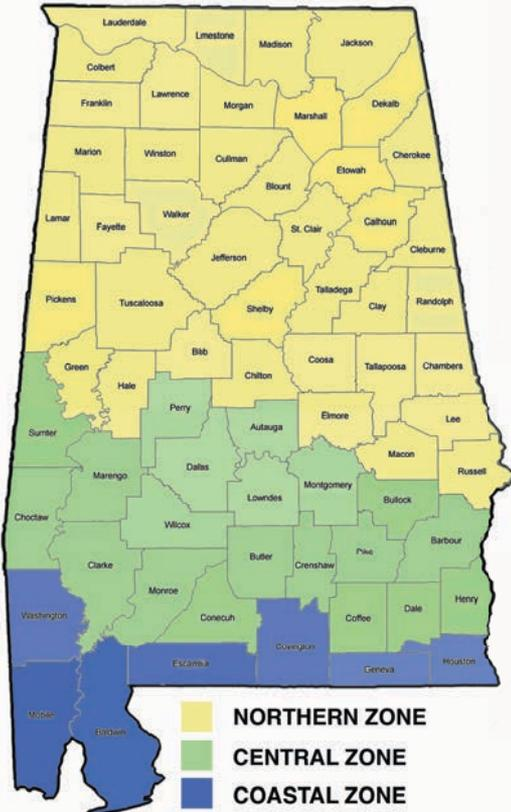 Lauderdale
Lmestone
Madison
Jackson
Colbert
Franklin
Lawrence
Morgan
Marshall
Dekalb
Marion
Winston
Cullman
Cherokee
Etowah
Blount
Lamar
Fayette
Walker
St. Clair
Calhoun
Cleburne
Jefferson
Pickens
Tuscaloosa
Shelby
Talladega
Clay
Randolph
Bibb
Green
Hale
Chilton
Coosa
Tallapoosa
Chambers
Perry
Autauga
Elmore
Lee
Sumter
Macon
Russell
Marengo
Dallas
Lowndes
Montgomery
Bullock
Choctaw
Wilcox
Barbour
Clarke
Butler
Crenshaw
Pike
Monroe
Conecuh
Coffee
Dale
Henry
Washington
Covington
Escambia
Geneva
Houston
Mobile
Baldwin
NORTHERN ZONE
CENTRAL ZONE
COASTAL ZONE